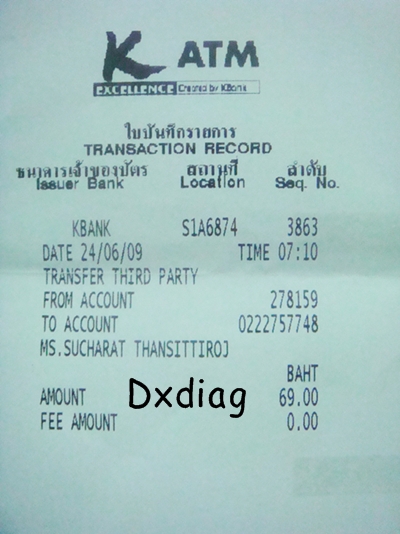 K ATM
EXCELLENCE Created by KBank
ใบบันทึกรายการ
TRANSACTION RECORD
ธนาคารเจ้าของบัตร สถานที่ ลำดับ
Issuer Bank Location Seq. No.
KBANK S1A6874 3863
DATE 24/06/09 TIME 07:10
TRANSFER THIRD PARTY
FROM ACCOUNT 278159
TO ACCOUNT 0222757748
MS.SUCHARAT THANSITTIROJ
BAHT
AMOUNT 69.00
Dxdiag
FEE AMOUNT 0.00